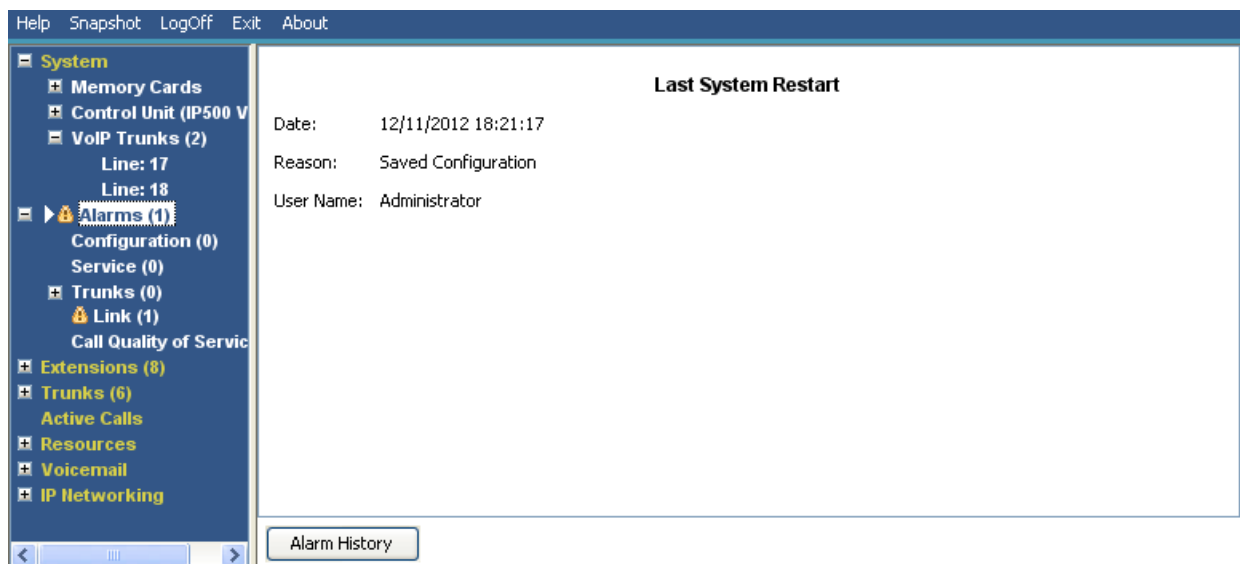 Help Snapshot LogOff Exit About
System
Memory Cards
Control Unit (IP500 V
VoIP Trunks (2)
Line: 17
Line: 18
Alarms (1)
Configuration (0)
Service (0)
Trunks (0)
Link (1)
Call Quality of Servic
Extensions (8)
Trunks (6)
Active Calls
Resources
Voicemail
IP Networking
Last System Restart
Date: 12/11/2012 18:21:17
Reason: Saved Configuration
User Name: Administrator
Alarm History